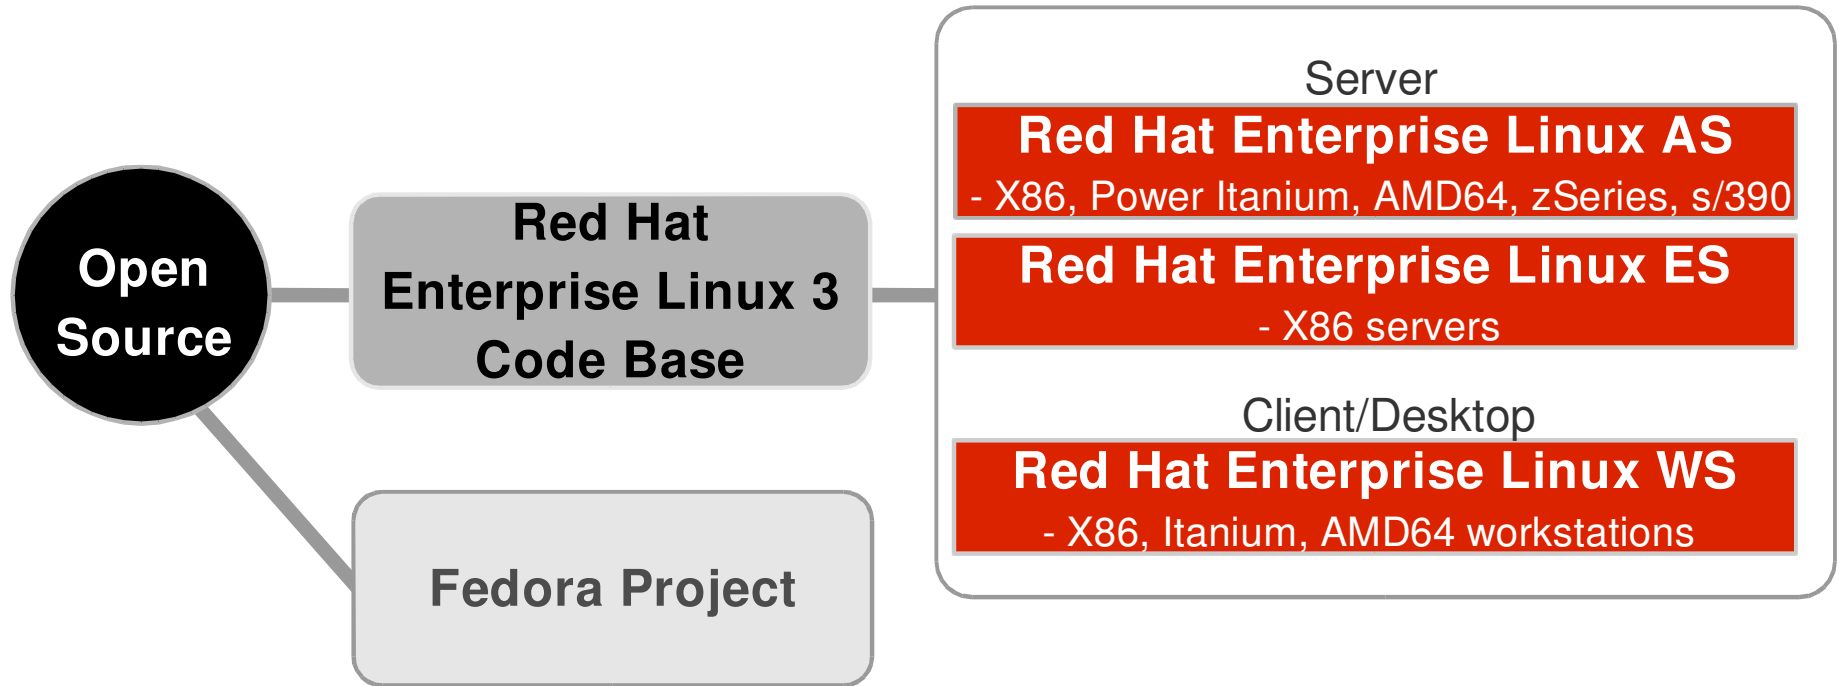 Open
Source
Red Hat
Enterprise Linux 3
Code Base
Fedora Project
Server
Red Hat Enterprise Linux AS
- X86, Power Itanium, AMD64, zSeries, s/390
Red Hat Enterprise Linux ES
- X86 servers
Client/Desktop
Red Hat Enterprise Linux WS
- X86, Itanium, AMD64 workstations